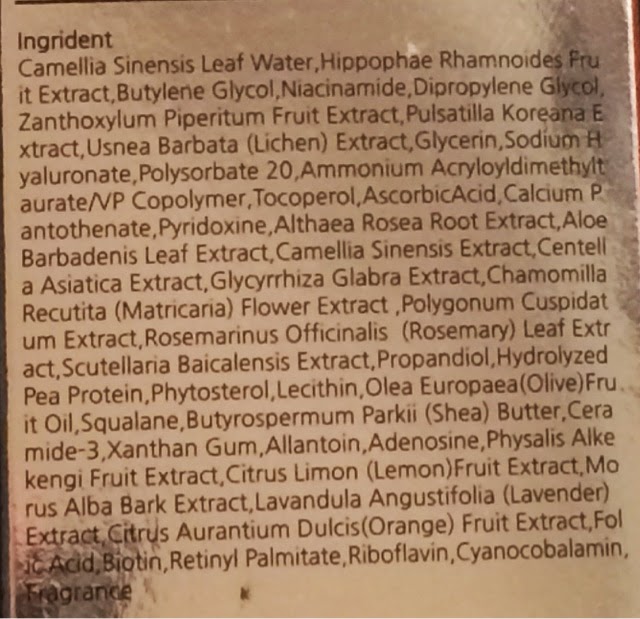 Ingrident
Camellia Sinensis Leaf Water,Hippophae Rhamnoides Fru
it Extract,Butylene Glycol,Niacinamide,Dipropylene Glycol,
Zanthoxylum Piperitum Fruit Extract,Pulsatilla Koreana E
xtract,Usnea Barbata (Lichen) Extract,Glycerin,Sodium H
yaluronate,Polysorbate 20,Ammonium Acryloyldimethylt
aurate/VP Copolymer,Tocoperol,AscorbicAcid,Calcium P
antothenate,Pyridoxine,Althaea Rosea Root Extract,Aloe
Barbadenis Leaf Extract,Camellia Sinensis Extract,Centell
a Asiatica Extract,Glycyrrhiza Glabra Extract,Chamomilla
Recutita (Matricaria) Flower Extract ,Polygonum Cuspidat
um Extract,Rosemarinus Officinalis (Rosemary) Leaf Extr
act,Scutellaria Baicalensis Extract,Propandiol,Hydrolyzed
Pea Protein,Phytosterol,Lecithin,Olea Europaea(Olive)Fru
it Oil,Squalane,Butyrospermum Parkii (Shea) Butter,Cera
mide-3,Xanthan Gum,Allantoin,Adenosine,Physalis Alke
kengi Fruit Extract,Citrus Limon (Lemon)Fruit Extract,Mo
rus Alba Bark Extract,Lavandula Angustifolia (Lavender)
Extract,Citrus Aurantium Dulcis(Orange) Fruit Extract,Fol
ic Acid,Biotin,Retinyl Palmitate,Riboflavin,Cyanocobalamin,
Fragrance